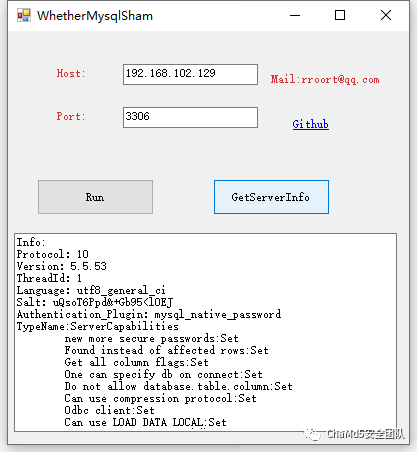 WhetherMysqlSham
Host:
192.168.102.129
Mail:rroort@qq.com
Port:
3306
Github
Run
GetServerInfo
Info:
Protocol: 10
Version: 5.5.53
ThreadId: 1
Language: utf8_general_ci
Salt: uQsoT6Ppd&+Gb95<lOEJ
Authentication_Plugin: mysql_native_password
TypeName:ServerCapabilities
new more secure passwords:Set
Found instead of affected rows:Set
Get all column flags:Set
One can specify db on connect:Set
Do not allow database.table.column:Set
Can use compression protocol:Set
Odbc client:Set
Can use LOAD DATA LOCAL:Set
ChaMd5安全团队